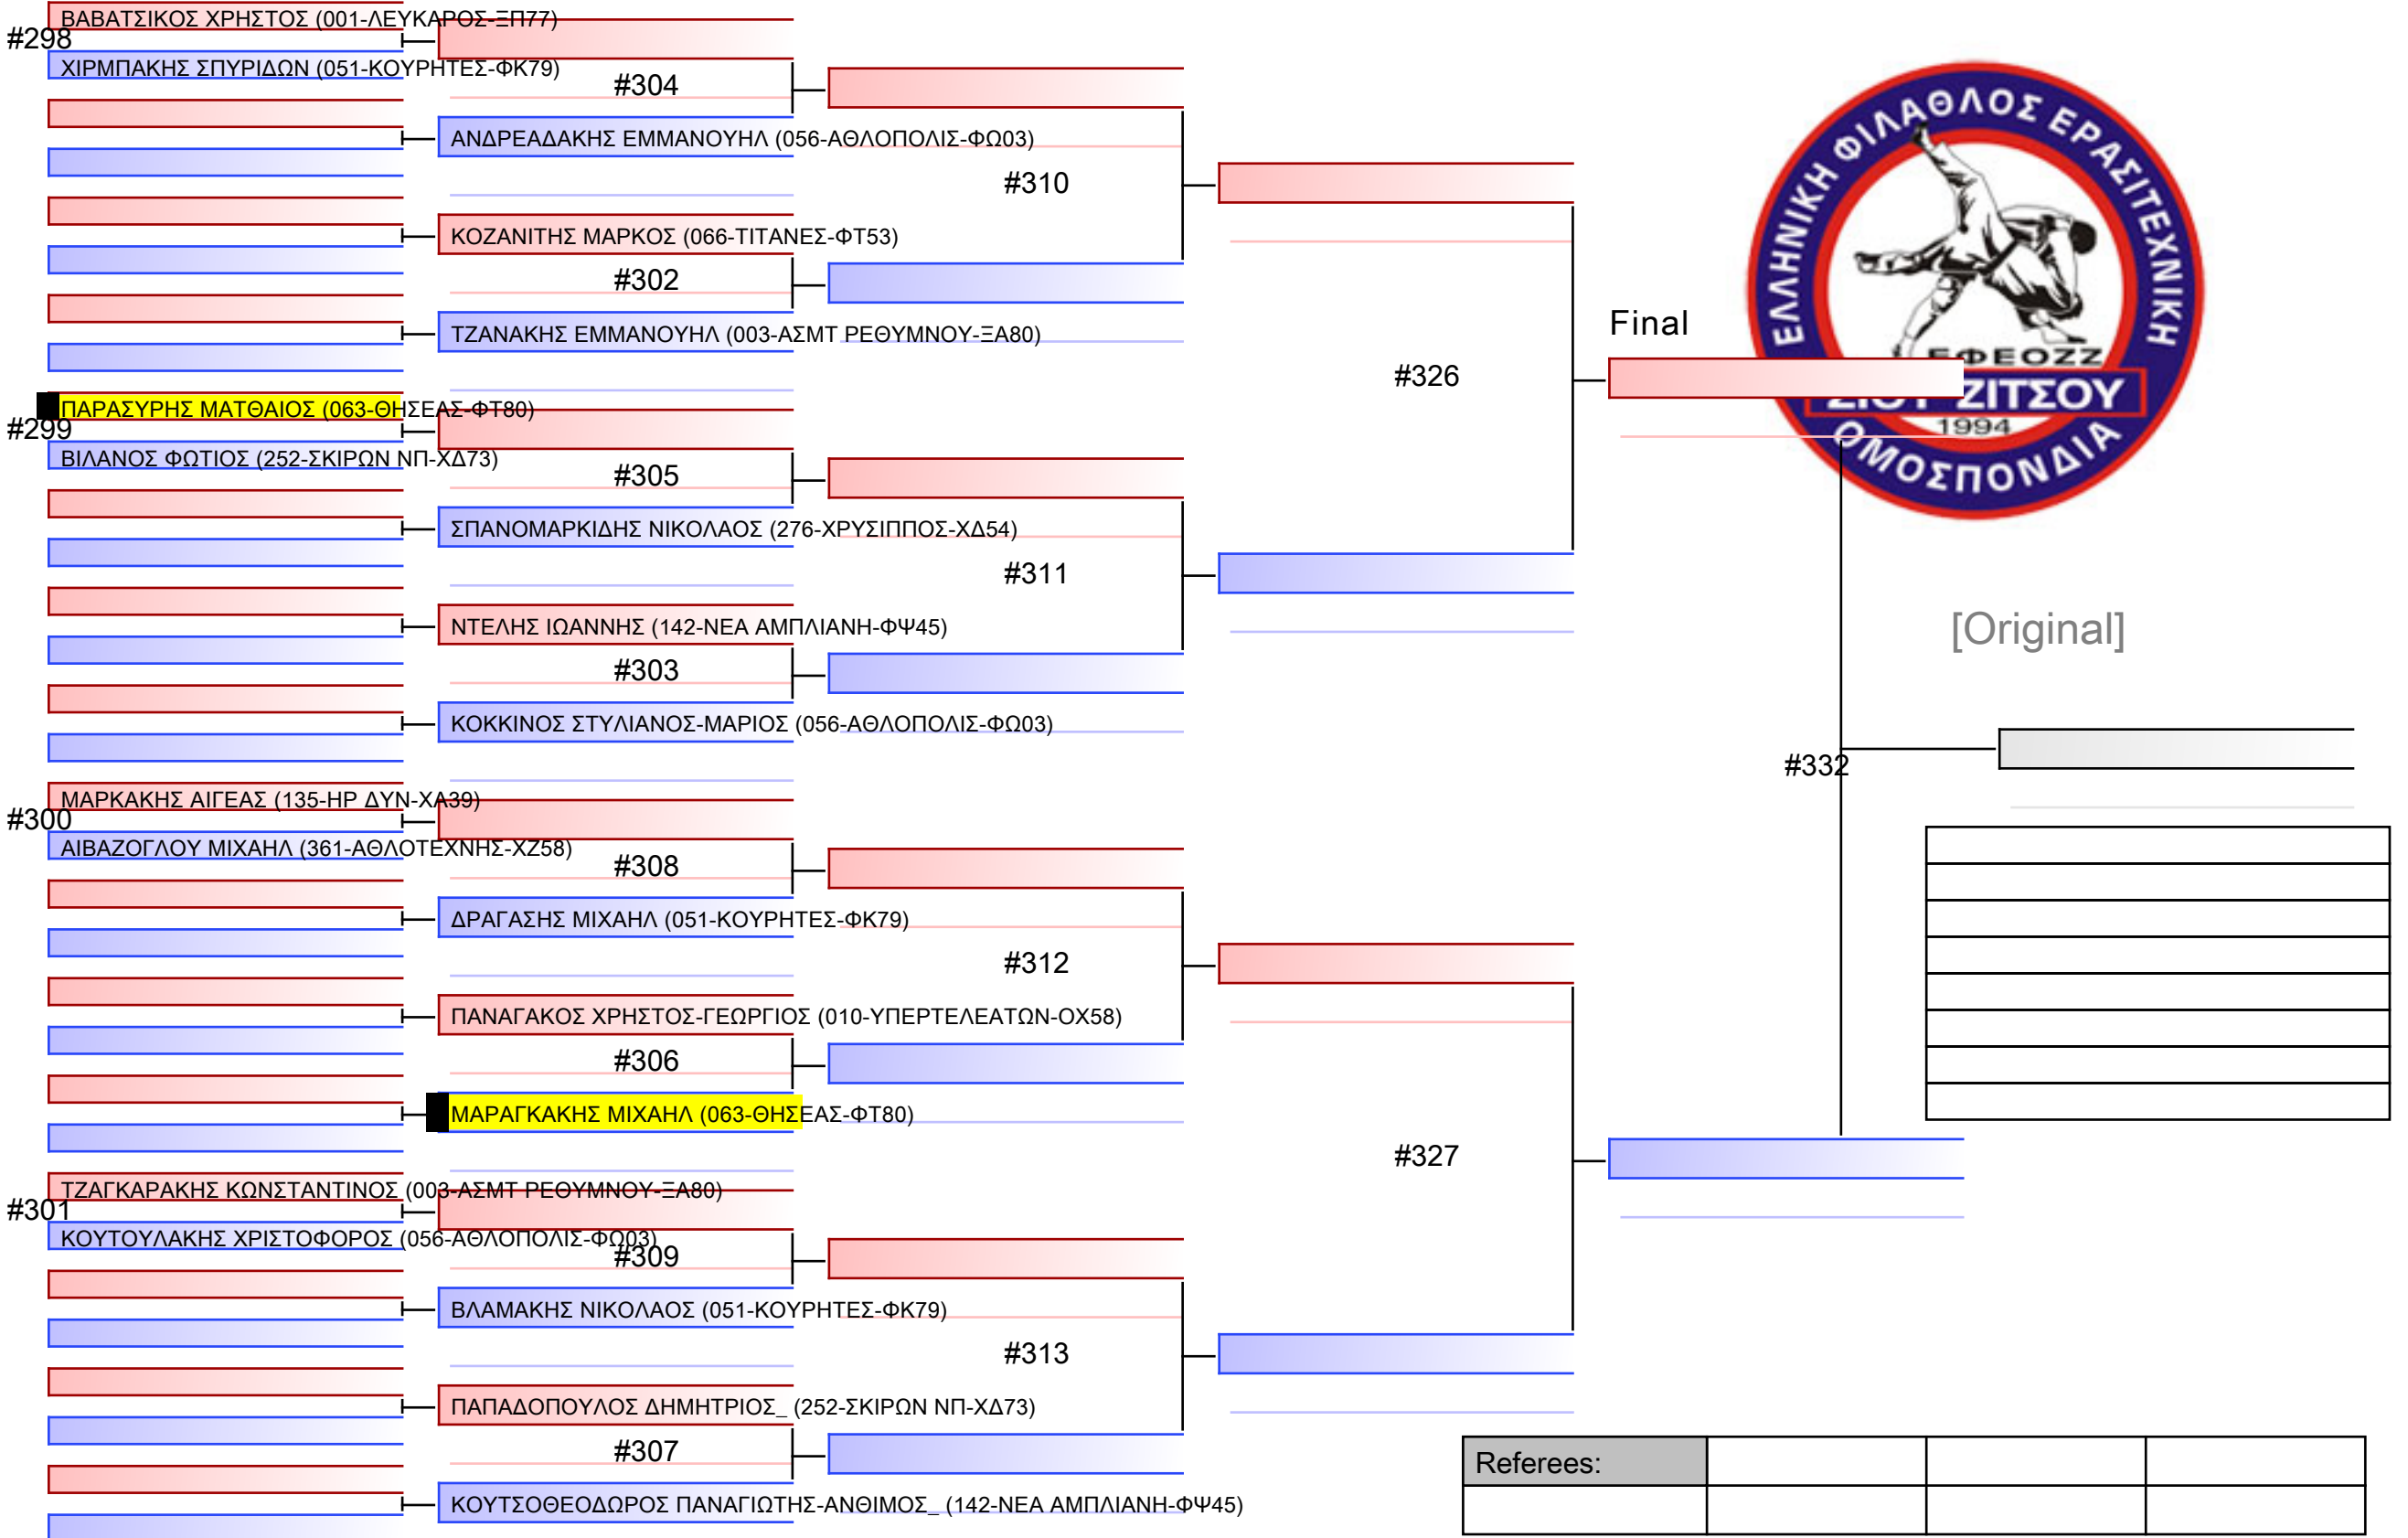 ΒΑΒΑΤΣΙΚΟΣ ΧΡΗΣΤΟΣ (001-ΛΕΥΚΑΡΟΣ-ΞΠ77)
#298
ΧΙΡΜΠΑΚΗΣ ΣΠΥΡΙΔΩΝ (051-ΚΟΥΡΗΤΕΣ-ΦΚ79)
#304
ΑΝΔΡΕΑΔΑΚΗΣ ΕΜΜΑΝΟΥΗΛ (056-ΑΘΛΟΠΟΛΙΣ-ΦΩ03)
#310
ΚΟΖΑΝΙΤΗΣ ΜΑΡΚΟΣ (066-ΤΙΤΑΝΕΣ-ΦΤ53)
#302
ΤΖΑΝΑΚΗΣ ΕΜΜΑΝΟΥΗΛ (003-ΑΣΜΤ ΡΕΘΥΜΝΟΥ-ΞΑ80)
#326
ΠΑΡΑΣΥΡΗΣ ΜΑΤΘΑΙΟΣ (063-ΘΗΣΕΑΣ-ΦΤ80)
#299
ΒΙΛΑΝΟΣ ΦΩΤΙΟΣ (252-ΣΚΙΡΩΝ ΝΠ-ΧΔ73)
#305
ΣΠΑΝΟΜΑΡΚΙΔΗΣ ΝΙΚΟΛΑΟΣ (276-ΧΡΥΣΙΠΠΟΣ-ΧΔ54)
#311
ΝΤΕΛΗΣ ΙΩΑΝΝΗΣ (142-ΝΕΑ ΑΜΠΛΙΑΝΗ-ΦΨ45)
#303
ΚΟΚΚΙΝΟΣ ΣΤΥΛΙΑΝΟΣ-ΜΑΡΙΟΣ (056-ΑΘΛΟΠΟΛΙΣ-ΦΩ03)
ΜΑΡΚΑΚΗΣ ΑΙΓΕΑΣ (135-ΗΡ ΔΥΝ-ΧΑ39)
#300
ΑΙΒΑΖΟΓΛΟΥ ΜΙΧΑΗΛ (361-ΑΘΛΟΤΕΧΝΗΣ-ΧΖ58)
#308
ΔΡΑΓΑΣΗΣ ΜΙΧΑΗΛ (051-ΚΟΥΡΗΤΕΣ-ΦΚ79)
#312
ΠΑΝΑΓΑΚΟΣ ΧΡΗΣΤΟΣ-ΓΕΩΡΓΙΟΣ (010-ΥΠΕΡΤΕΛΕΑΤΩΝ-ΟΧ58)
#306
ΜΑΡΑΓΚΑΚΗΣ ΜΙΧΑΗΛ (063-ΘΗΣΕΑΣ-ΦΤ80)
#327
ΤΖΑΓΚΑΡΑΚΗΣ ΚΩΝΣΤΑΝΤΙΝΟΣ (003-ΑΣΜΤ ΡΕΘΥΜΝΟΥ-ΞΑ80)
#301
ΚΟΥΤΟΥΛΑΚΗΣ ΧΡΙΣΤΟΦΟΡΟΣ (056-ΑΘΛΟΠΟΛΙΣ-ΦΩ03)
#309
ΒΛΑΜΑΚΗΣ ΝΙΚΟΛΑΟΣ (051-ΚΟΥΡΗΤΕΣ-ΦΚ79)
#313
ΠΑΠΑΔΟΠΟΥΛΟΣ ΔΗΜΗΤΡΙΟΣ_ (252-ΣΚΙΡΩΝ ΝΠ-ΧΔ73)
#307
ΚΟΥΤΣΟΘΕΟΔΩΡΟΣ ΠΑΝΑΓΙΩΤΗΣ-ΑΝΘΙΜΟΣ_ (142-ΝΕΑ ΑΜΠΛΙΑΝΗ-ΦΨ45)
ΕΛΛΗΝΙΚΗ ΦΙΛΑΘΛΟΣ ΕΡΑΣΙΤΕΧΝΙΚΗ
Final
ΕΦΕΟΖΖ
ΖΙΤΣΟΥ
1994
ΟΜΟΣΠΟΝΔΙΑ
[Original]
#332
Referees: